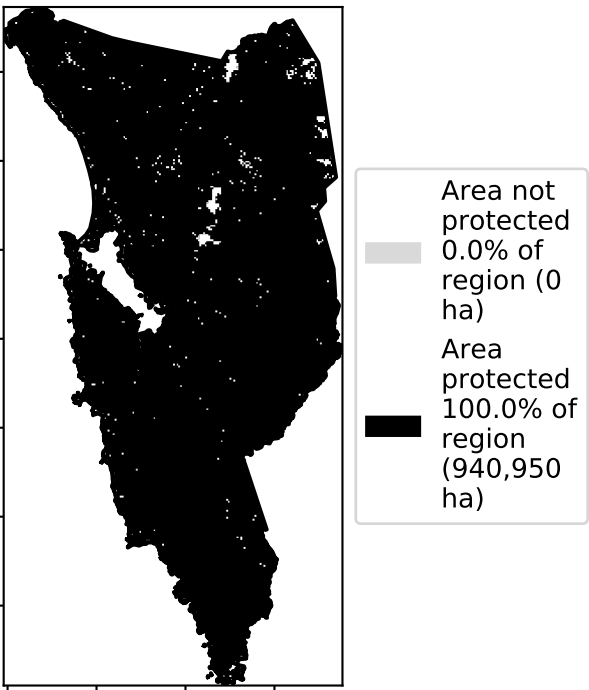 Area not
protected
0.0% of
region (0
ha)
Area
protected
100.0% of
region
(940,950
ha)